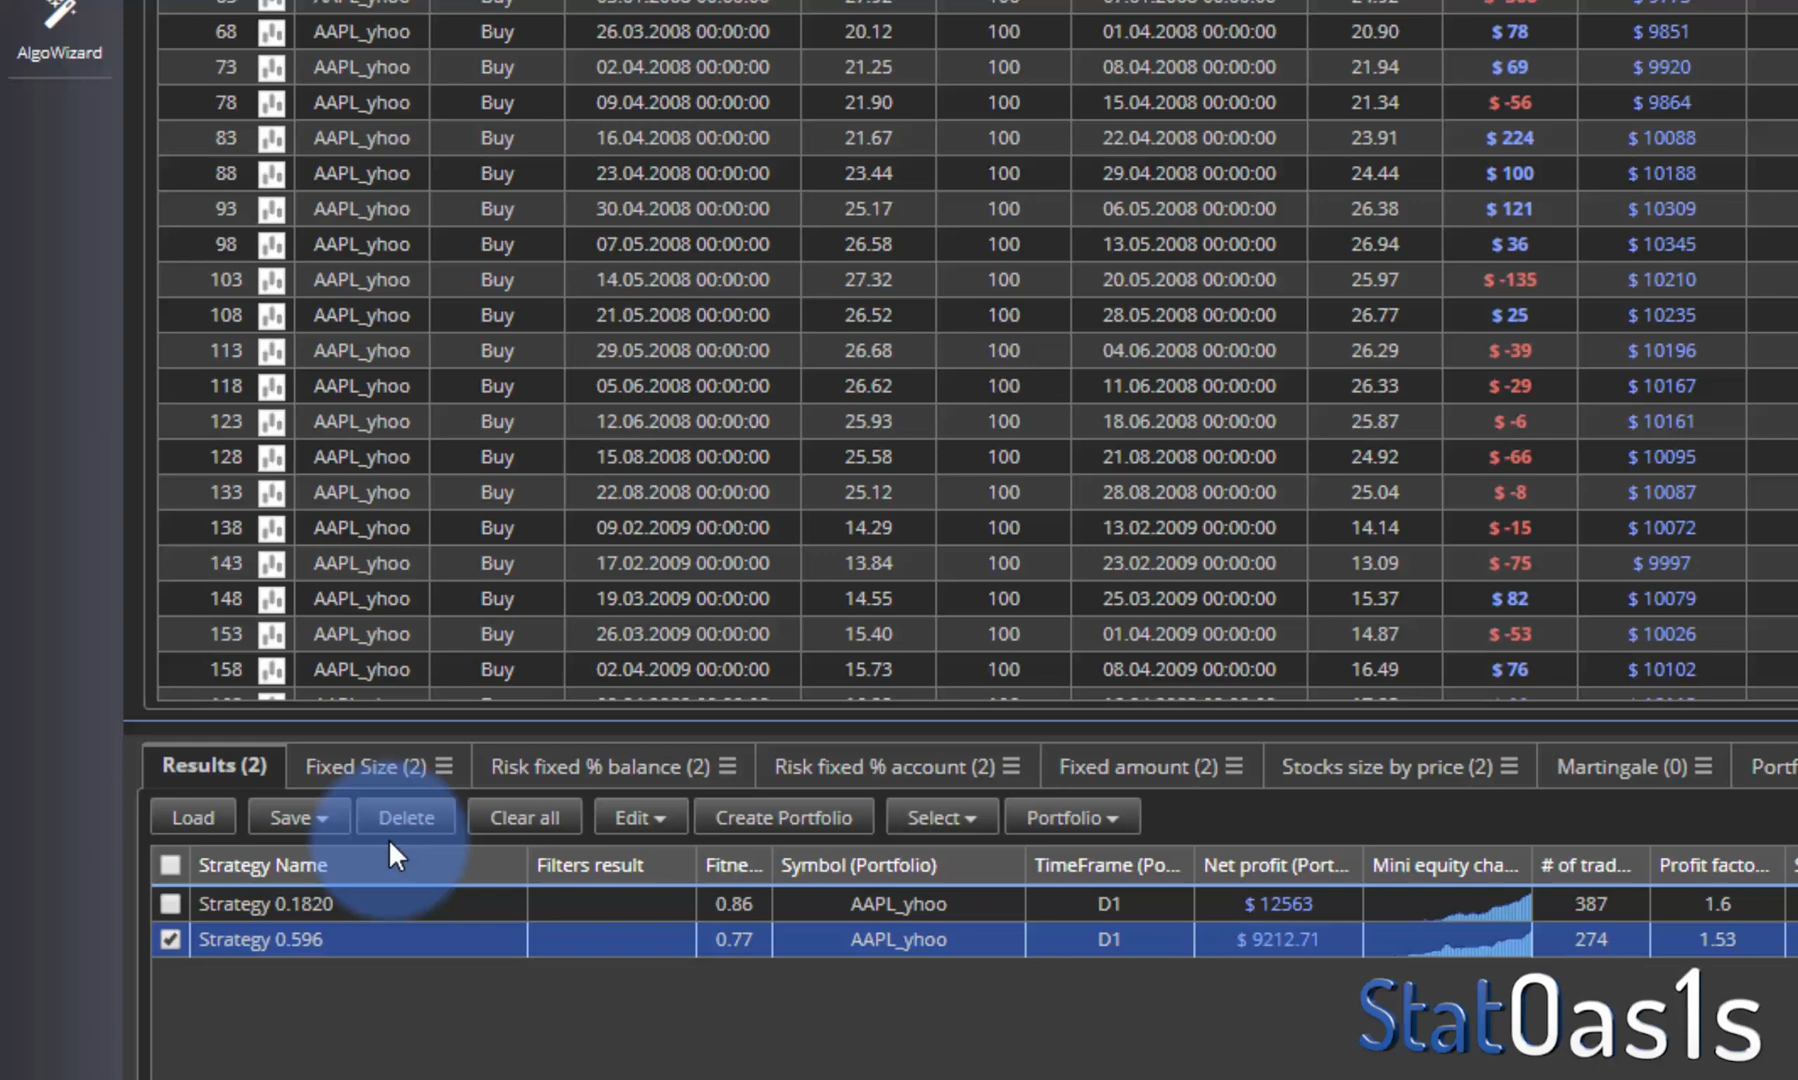 AlgoWizard
68 AAPL_yhoo Buy 26.03.2008 00:00:00 20.12 100 01.04.2008 00:00:00 20.90 $ 78 $ 9851
73 AAPL_yhoo Buy 02.04.2008 00:00:00 21.25 100 08.04.2008 00:00:00 21.94 $ 69 $ 9920
78 AAPL_yhoo Buy 09.04.2008 00:00:00 21.90 100 15.04.2008 00:00:00 21.34 $ -56 $ 9864
83 AAPL_yhoo Buy 16.04.2008 00:00:00 21.67 100 22.04.2008 00:00:00 23.91 $ 224 $ 10088
88 AAPL_yhoo Buy 23.04.2008 00:00:00 23.44 100 29.04.2008 00:00:00 24.44 $ 100 $ 10188
93 AAPL_yhoo Buy 30.04.2008 00:00:00 25.17 100 06.05.2008 00:00:00 26.38 $ 121 $ 10309
98 AAPL_yhoo Buy 07.05.2008 00:00:00 26.58 100 13.05.2008 00:00:00 26.94 $ 36 $ 10345
103 AAPL_yhoo Buy 14.05.2008 00:00:00 27.32 100 20.05.2008 00:00:00 25.97 $ -135 $ 10210
108 AAPL_yhoo Buy 21.05.2008 00:00:00 26.52 100 28.05.2008 00:00:00 26.77 $ 25 $ 10235
113 AAPL_yhoo Buy 29.05.2008 00:00:00 26.68 100 04.06.2008 00:00:00 26.29 $ -39 $ 10196
118 AAPL_yhoo Buy 05.06.2008 00:00:00 26.62 100 11.06.2008 00:00:00 26.33 $ -29 $ 10167
123 AAPL_yhoo Buy 12.06.2008 00:00:00 25.93 100 18.06.2008 00:00:00 25.87 $ -6 $ 10161
128 AAPL_yhoo Buy 15.08.2008 00:00:00 25.58 100 21.08.2008 00:00:00 24.92 $ -66 $ 10095
133 AAPL_yhoo Buy 22.08.2008 00:00:00 25.12 100 28.08.2008 00:00:00 25.04 $ -8 $ 10087
138 AAPL_yhoo Buy 09.02.2009 00:00:00 14.29 100 13.02.2009 00:00:00 14.14 $ -15 $ 10072
143 AAPL_yhoo Buy 17.02.2009 00:00:00 13.84 100 23.02.2009 00:00:00 13.09 $ -75 $ 9997
148 AAPL_yhoo Buy 19.03.2009 00:00:00 14.55 100 25.03.2009 00:00:00 15.37 $ 82 $ 10079
153 AAPL_yhoo Buy 26.03.2009 00:00:00 15.40 100 01.04.2009 00:00:00 14.87 $ -53 $ 10026
158 AAPL_yhoo Buy 02.04.2009 00:00:00 15.73 100 08.04.2009 00:00:00 16.49 $ 76 $ 10102
Results (2) Fixed Size (2) Risk fixed % balance (2) Risk fixed % account (2) Fixed amount (2) Stocks size by price (2) Martingale (0) Portf
Load Save Delete Clear all Edit Create Portfolio Select Portfolio
Strategy Name Filters result Fitne... Symbol (Portfolio) TimeFrame (Po... Net profit (Port... Mini equity cha... # of trad... Profit facto...
Strategy 0.1820 0.86 AAPL_yhoo D1 $ 12563 387 1.6
Strategy 0.596 0.77 AAPL_yhoo D1 $ 9212.71 274 1.53
StatOas1s